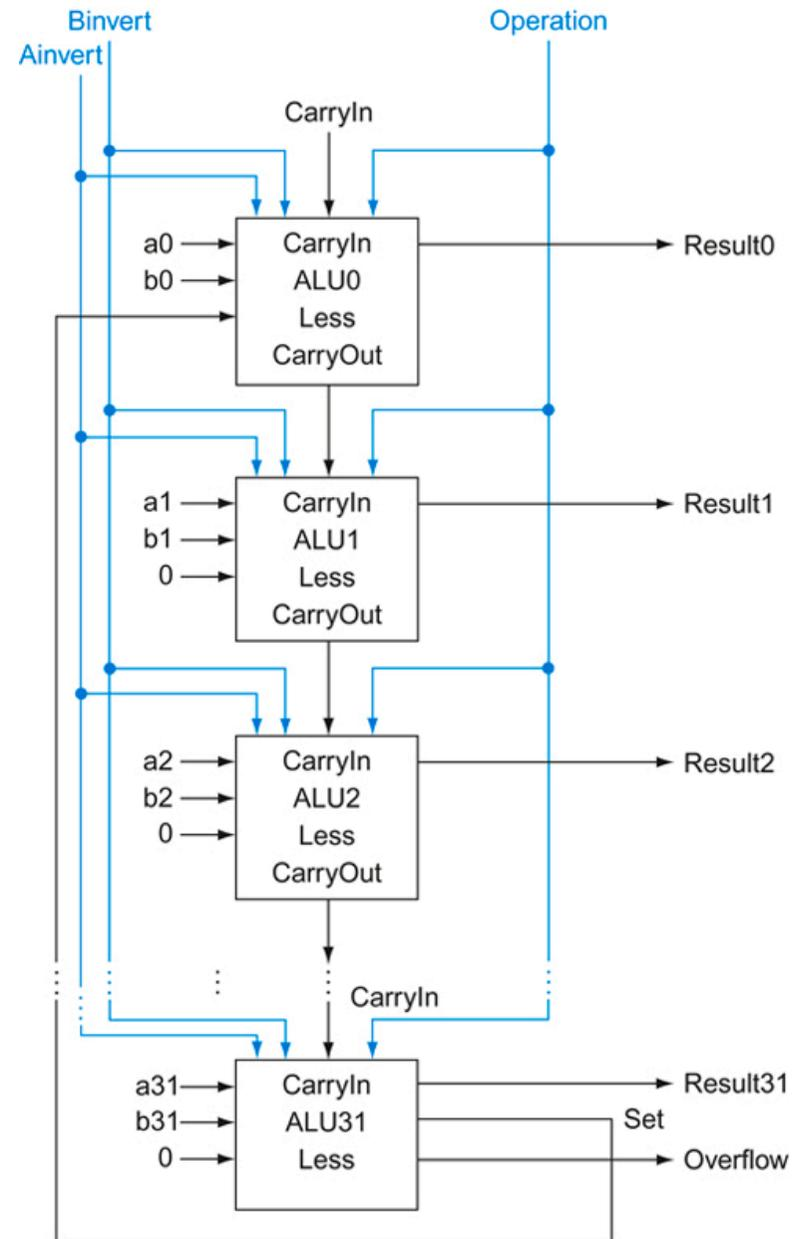 Binvert
Operation
Ainvert
CarryIn
a0
CarryIn
Result0
b0
ALU0
Less
CarryOut
a1
CarryIn
Result1
b1
ALU1
0
Less
CarryOut
a2
CarryIn
Result2
b2
ALU2
0
Less
CarryOut
CarryIn
a31
CarryIn
Result31
b31
ALU31
Set
0
Less
Overflow